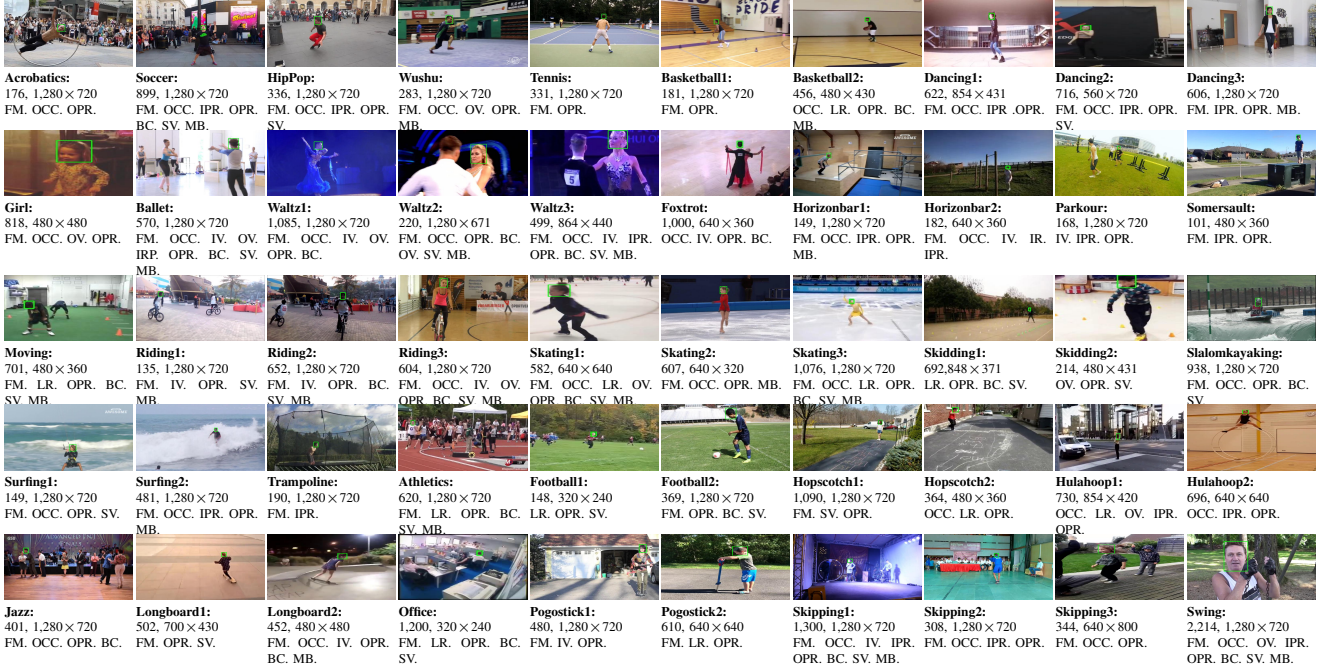 PRIDE
Acrobatics:
176, 1,280×720
FM. OCC. OPR.
Soccer:
899, 1,280×720
FM. OCC. IPR. OPR.
BC. SV. MB.
HipPop:
336, 1,280×720
FM. OCC. IPR. OPR.
SV.
Wushu:
283, 1,280×720
FM. OCC. OV. OPR.
MB.
Tennis:
331, 1,280×720
FM. OPR.
Basketball1:
181, 1,280×720
FM. OPR.
Basketball2:
456, 480×430
OCC. LR. OPR. BC.
MB.
Dancing1:
622, 854×431
FM. OCC. IPR .OPR.
Dancing2:
716, 560×720
FM. OCC. IPR. OPR.
SV.
Dancing3:
606, 1,280×720
FM. IPR. OPR. MB.
5
Girl:
818, 480×480
FM. OCC. OV. OPR.
Ballet:
570, 1,280×720
FM. OCC. IV. OV.
IRP. OPR. BC. SV.
MB.
Waltz1:
1,085, 1,280×720
FM. OCC. IV. OV.
OPR. BC.
Waltz2:
220, 1,280×671
FM. OCC. OPR. BC.
OV. SV. MB.
Waltz3:
499, 864×440
FM. OCC. IV. IPR.
OPR. BC. SV. MB.
Foxtrot:
1,000, 640×360
OCC. IV. OPR. BC.
Horizonbar1:
149, 1,280×720
FM. OCC. IPR. OPR.
MB.
Horizonbar2:
182, 640×360
FM. OCC. IV. IR.
IPR.
Parkour:
168, 1,280×720
IV. IPR. OPR.
Somersault:
101, 480×360
FM. IPR. OPR.
Moving:
701, 480×360
FM. LR. OPR. BC.
SV. MB.
Riding1:
135, 1,280×720
FM. IV. OPR. SV.
MB.
Riding2:
652, 1,280×720
FM. IV. OPR. BC.
SV. MB.
Riding3:
604, 1,280×720
FM. OCC. IV. OV.
OPR. BC. SV. MB.
Skating1:
582, 640×640
FM. OCC. LR. OV.
OPR. BC. SV. MB.
Skating2:
607, 640×320
FM. OCC. OPR. MB.
Skating3:
1,076, 1,280×720
FM. OCC. LR. OPR.
BC. SV. MB.
Skidding1:
692,848×371
LR. OPR. BC. SV.
Skidding2:
214, 480×431
OV. OPR. SV.
Slalomkayaking:
938, 1,280×720
FM. OCC. OPR. BC.
SV.
Surfing1:
149, 1,280×720
FM. OCC. OPR. SV.
Surfing2:
481, 1,280×720
FM. OCC. IPR. OPR.
MB.
Trampoline:
190, 1,280×720
FM. IPR.
Athletics:
620, 1,280×720
FM. LR. OPR. BC.
SV. MB.
Football1:
148, 320×240
LR. OPR. SV.
Football2:
369, 1,280×720
FM. OPR. BC. SV.
Hopscotch1:
1,090, 1,280×720
FM. SV. OPR.
Hopscotch2:
364, 480×360
OCC. LR. OPR.
Hulahoop1:
730, 854×420
OCC. LR. OV. IPR.
OPR.
Hulahoop2:
696, 640×640
OCC. IPR. OPR.
Jazz:
401, 1,280×720
FM. OCC. OPR. BC.
Longboard1:
502, 700×430
FM. OPR. SV.
Longboard2:
452, 480×480
FM. OCC. IV. OPR.
BC. MB.
Office:
1,200, 320×240
FM. LR. OPR. BC.
SV.
Pogostick1:
480, 1,280×720
FM. IV. OPR.
Pogostick2:
610, 640×640
FM. LR. OPR.
Skipping1:
1,300, 1,280×720
FM. OCC. IV. IPR.
OPR. BC. SV. MB.
Skipping2:
308, 1,280×720
FM. OCC. IPR. OPR.
Skipping3:
344, 640×800
FM. OCC. OPR.
Swing:
2,214, 1,280×720
FM. OCC. OV. IPR.
OPR. BC. SV. MB.